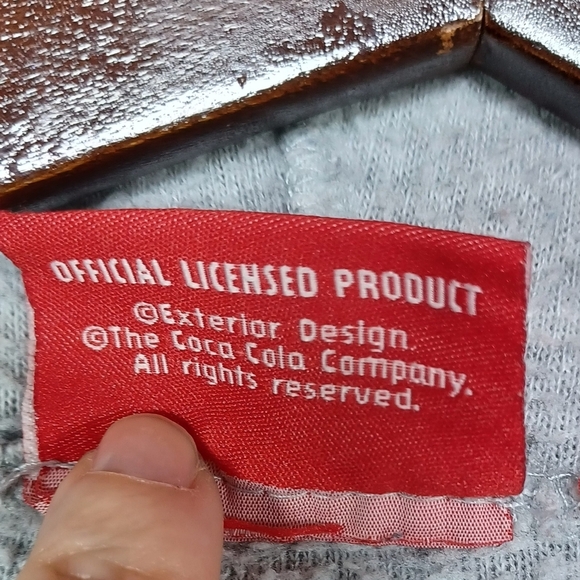 OFFICIAL LICENSED PRODUCT
©Exterior Design.
©The Coca Cola Company.
All rights reserved.